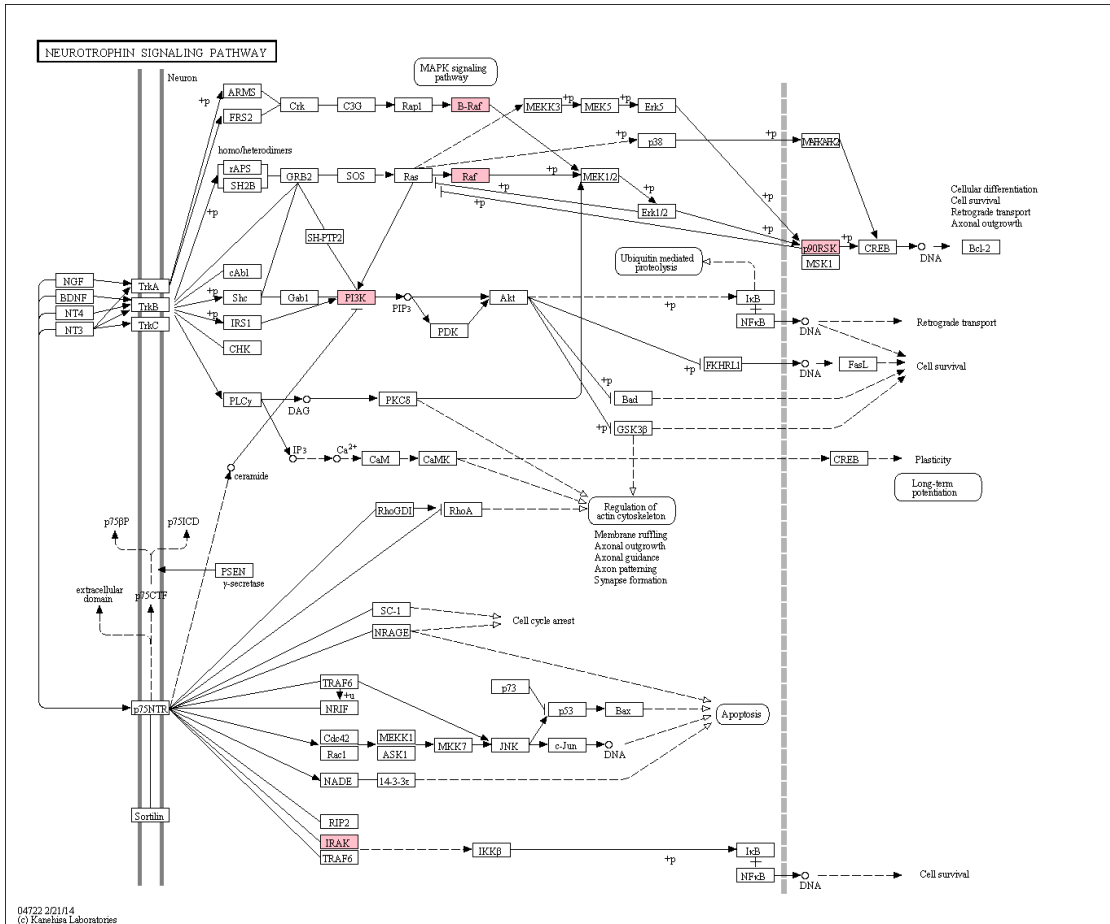 NEUROTROPHIN SIGNALING PATHWAY
Neuron
MAPK signaling
pathway
+p
ARMS
FRS2
Crk
C3G
Rap1
B-Raf
MEKK3
+p
MEK5
+p
Erk5
p38
+p
+p
MAPKAPK2
homo/heterodimers
rAPS
SH2B
+p
GRB2
SOS
Ras
Raf
+p
+p
MEK1/2
+p
Erk1/2
+p
+p
+p
p90RSK
MSK1
+p
CREB
DNA
Bcl-2
Cellular differentiation
Cell survival
Retrograde transport
Axonal outgrowth
SH-PTP2
Ubiquitin mediated
proteolysis
NGF
BDNF
NT4
NT3
TrkA
TrkB
TrkC
cAbl
+p
Shc
+p
IRS1
CHK
Gab1
PI3K
PIP3
PDK
Akt
+p
IκB
NFκB
DNA
Retrograde transport
+p
FKHRL1
DNA
FasL
Cell survival
PLCγ
DAG
PKCδ
+p
Bad
+p
GSK3β
IP3
Ca2+
CaM
CaMK
CREB
Plasticity
Long-term
potentiation
ceramide
RhoGDI
RhoA
Regulation of
actin cytoskeleton
Membrane ruffling
Axonal outgrowth
Axonal guidance
Axon patterning
Synapse formation
p75βP
p75ICD
PSEN
γ-secretase
extracellular
domain
p75CTF
SC-1
NRAGE
Cell cycle arrest
p75NTR
TRAF6
+u
NRIF
p73
p53
Bax
Apoptosis
Cdc42
Rac1
MEKK1
ASK1
MKK7
JNK
c-Jun
DNA
NADE
14-3-3ε
Sortilin
RIP2
IRAK
TRAF6
IKKβ
+p
IκB
NFκB
DNA
Cell survival
04722 2/21/14
(c) Kanehisa Laboratories